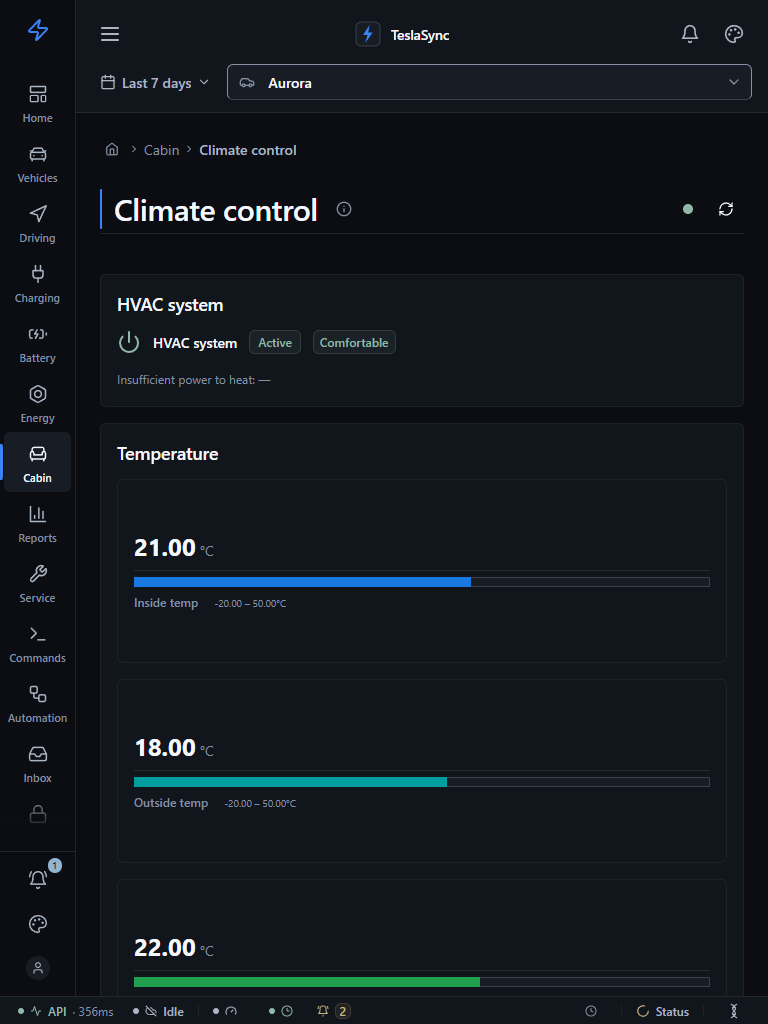 TeslaSync
Last 7 days
Aurora
Home
Vehicles
Driving
Charging
Battery
Energy
Cabin
Reports
Service
Commands
Automation
Inbox
1
Cabin
Climate control
Climate control
HVAC system
HVAC system Active Comfortable
Insufficient power to heat: —
Temperature
21.00 °C
Inside temp -20.00 – 50.00°C
18.00 °C
Outside temp -20.00 – 50.00°C
22.00 °C
API · 356ms Idle 2 Status